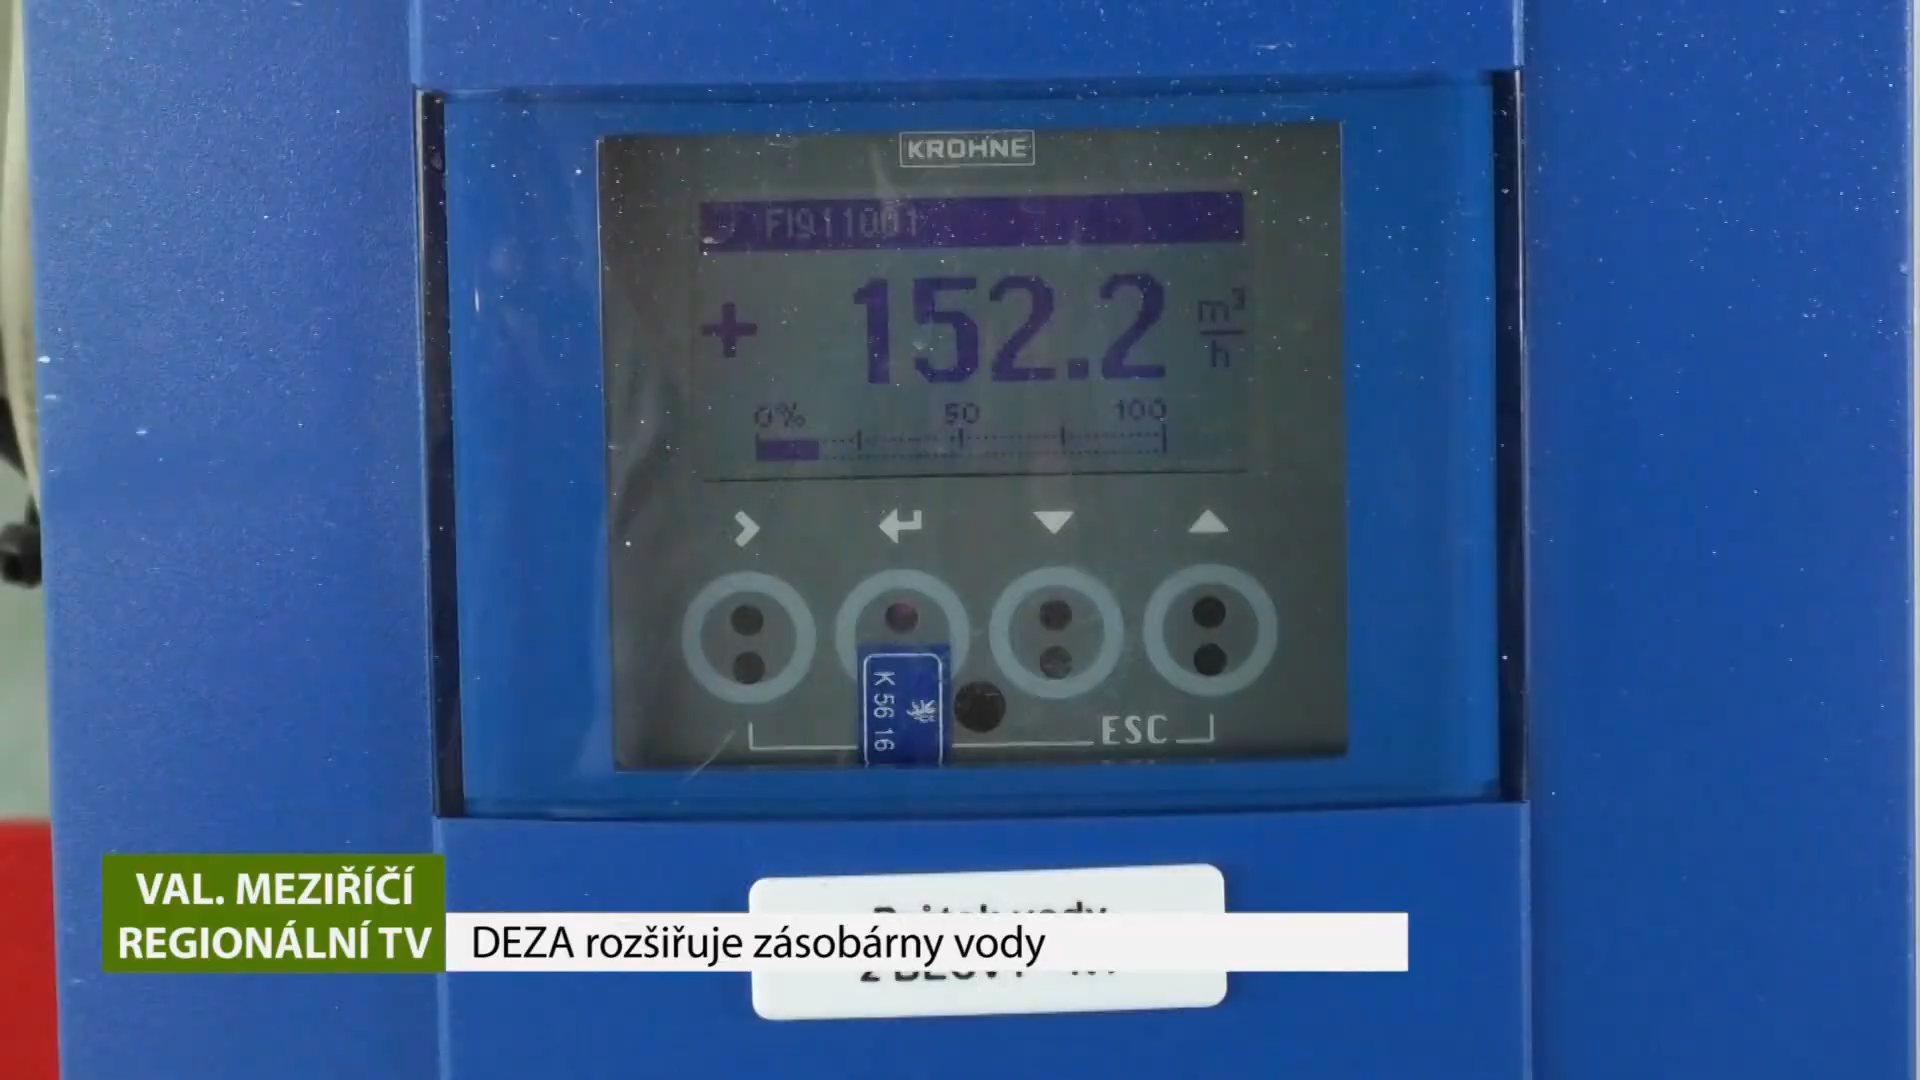 KROHNE
FI911001
+ 152.2 m³/h
0% 50 100
K 56 16
ESC
VAL. MEZIŘÍČÍ
REGIONÁLNÍ TV
DEZA rozšiřuje zásobárny vody